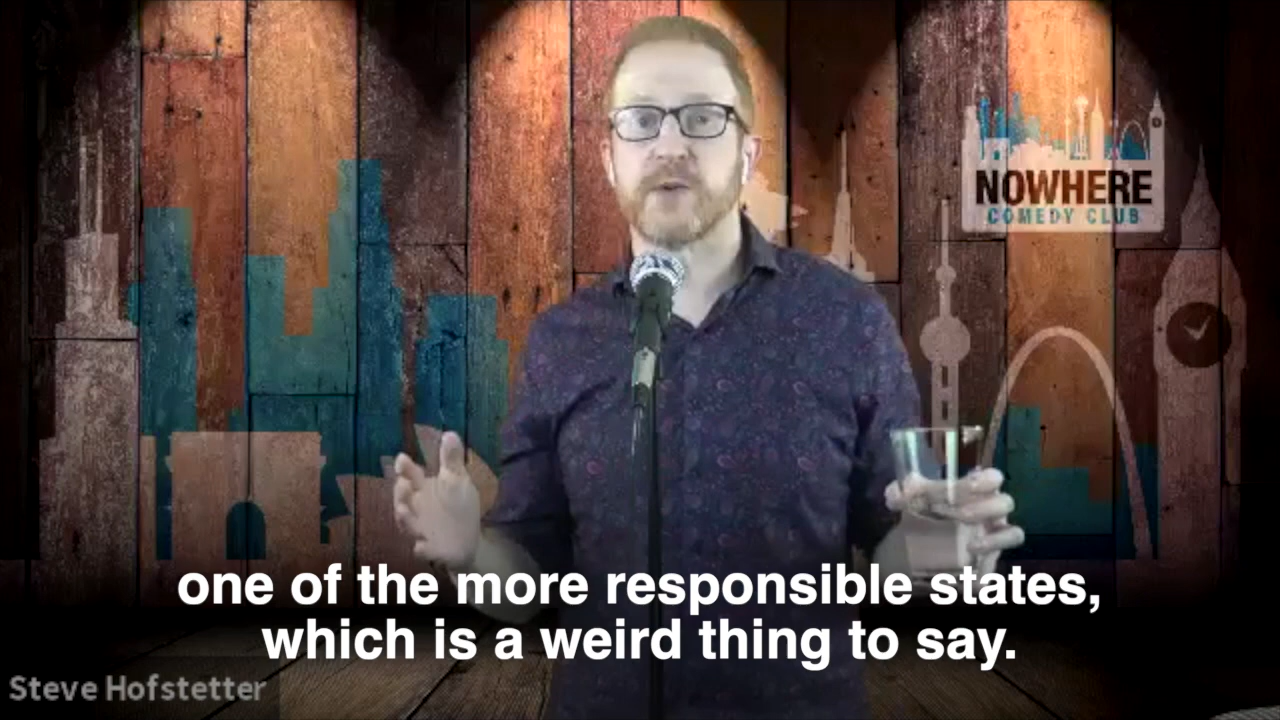 NOWHERE
COMEDY CLUB
one of the more responsible states,
which is a weird thing to say.
Steve Hofstetter